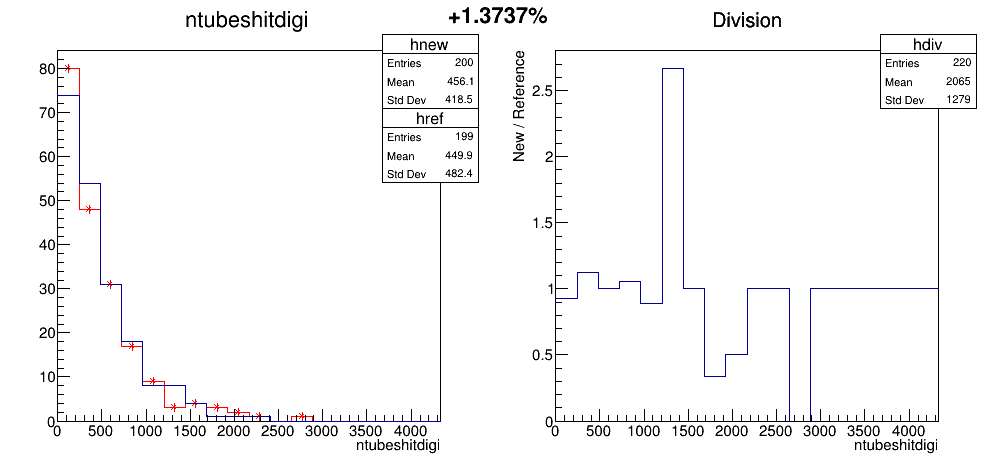 +1.3737%
ntubeshitdigi
hnew
Entries 200
Mean 456.1
Std Dev 418.5
href
Entries 199
Mean 449.9
Std Dev 482.4
80
70
60
50
40
30
20
10
0
0 500 1000 1500 2000 2500 3000 3500 4000
ntubeshitdigi
Division
hdiv
Entries 220
Mean 2065
Std Dev 1279
New / Reference
2.5
2
1.5
1
0.5
0
0 500 1000 1500 2000 2500 3000 3500 4000
ntubeshitdigi